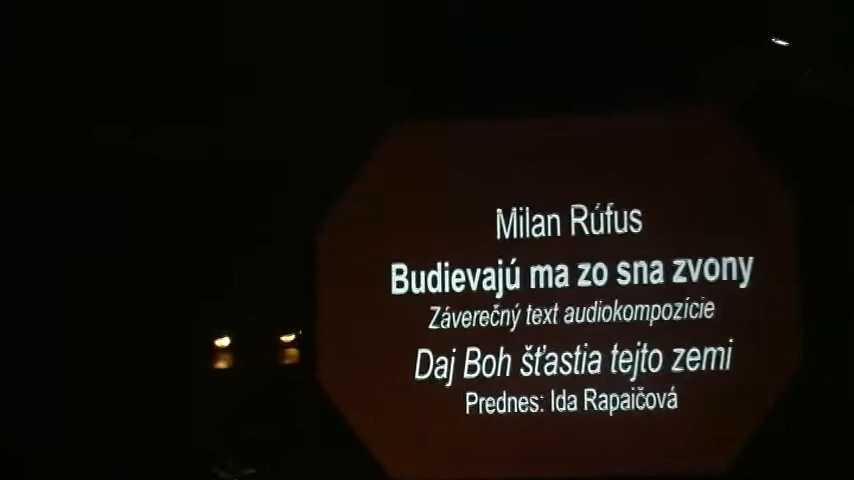 Milan Rúfus
Budievajú ma zo sna zvony
Záverečný text audiokompozície
Daj Boh šťastia tejto zemi
Prednes: Ida Rapaičová